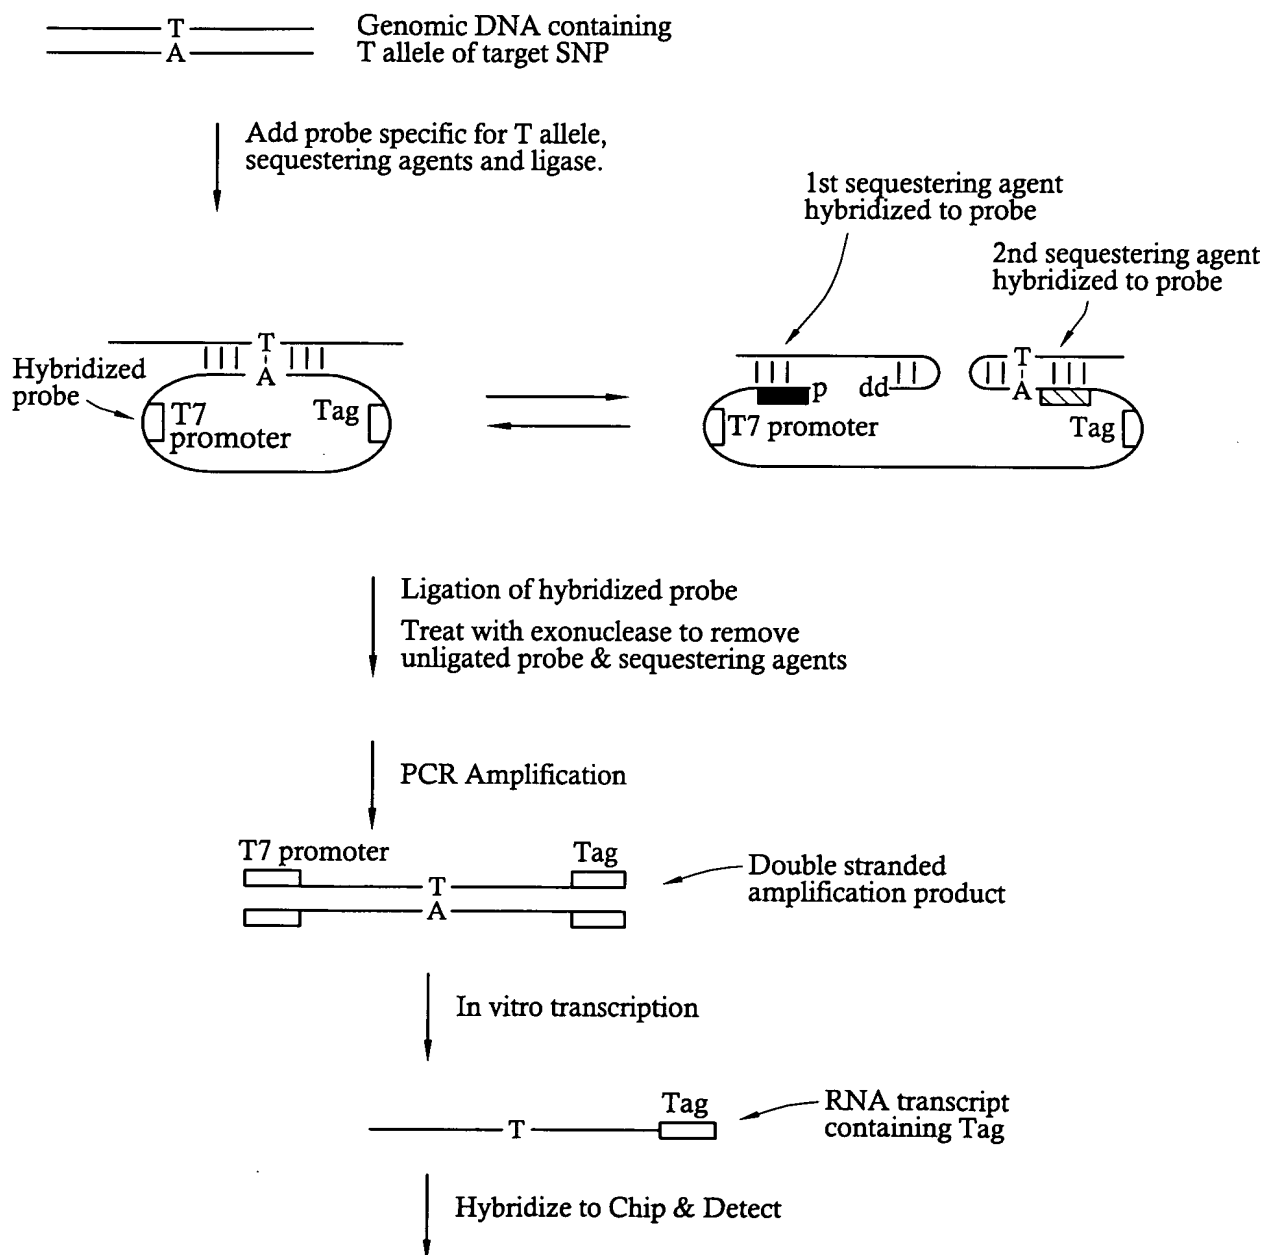 T
A
Genomic DNA containing
T allele of target SNP
Add probe specific for T allele,
sequestering agents and ligase.
1st sequestering agent
hybridized to probe
2nd sequestering agent
hybridized to probe
Hybridized
probe
T
A
T7
promoter
Tag
p
dd
T
A
T7 promoter
Tag
Ligation of hybridized probe
Treat with exonuclease to remove
unligated probe & sequestering agents
PCR Amplification
T7 promoter
Tag
T
A
Double stranded
amplification product
In vitro transcription
Tag
T
RNA transcript
containing Tag
Hybridize to Chip & Detect